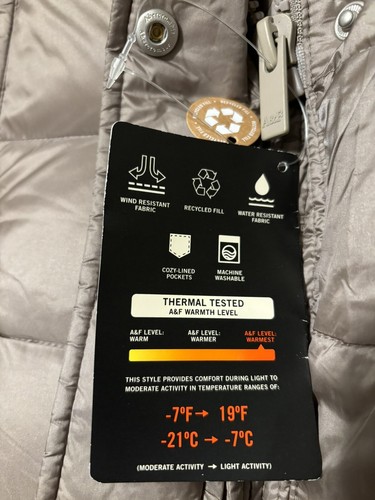 A&F
WIND RESISTANT
FABRIC
RECYCLED FILL
WATER RESISTANT
FABRIC
COZY-LINED
POCKETS
MACHINE
WASHABLE
THERMAL TESTED
A&F WARMTH LEVEL
A&F LEVEL:
WARM
A&F LEVEL:
WARMER
A&F LEVEL:
WARMEST
THIS STYLE PROVIDES COMFORT DURING LIGHT TO
MODERATE ACTIVITY IN TEMPERATURE RANGES OF:
-7°F→ 19°F
-21°C → -7°C
(MODERATE ACTIVITY → LIGHT ACTIVITY)